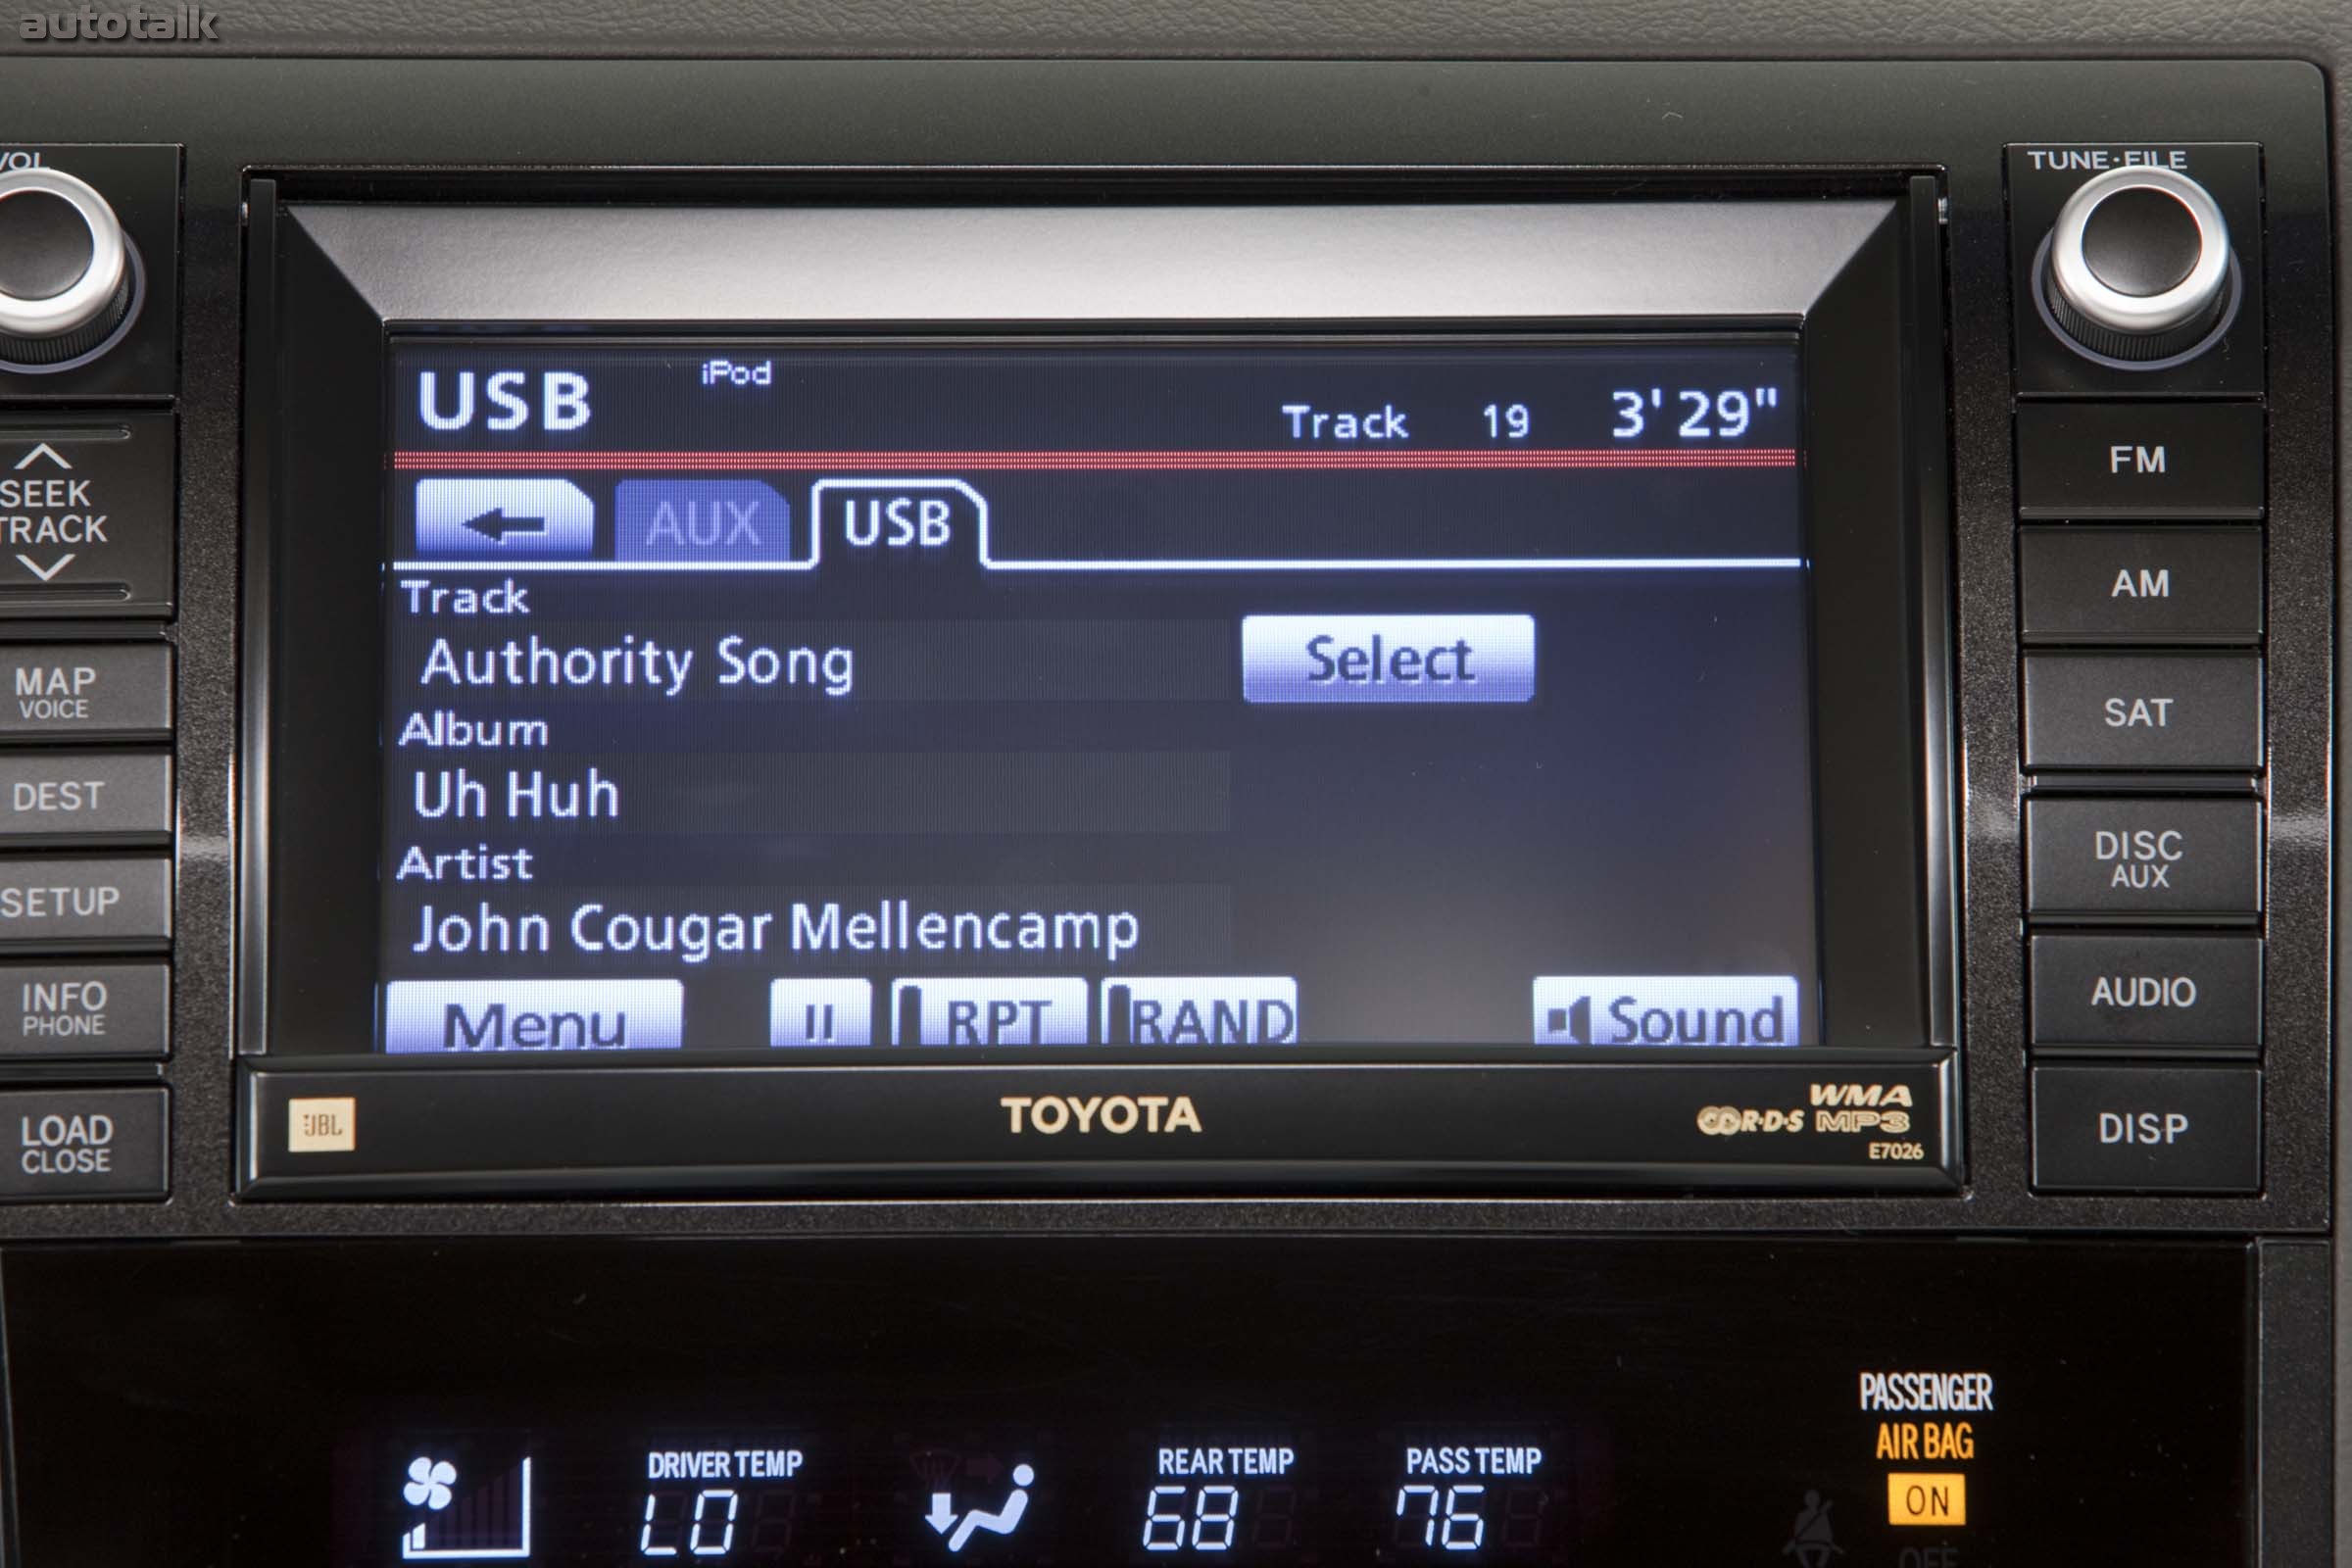 autotalk
VOL
TUNE·FILE
USB
iPod
Track 19 3'29"
AUX
USB
Track
Authority Song
Select
Album
Uh Huh
Artist
John Cougar Mellencamp
Menu
II
RPT
RAND
Sound
SEEK
TRACK
MAP
VOICE
DEST
SETUP
INFO
PHONE
LOAD
CLOSE
FM
AM
SAT
DISC
AUX
AUDIO
DISP
JBL
TOYOTA
WMA
R·D·S MP3
E7026
DRIVER TEMP
LO
REAR TEMP
68
PASS TEMP
76
PASSENGER
AIR BAG
ON
OFF